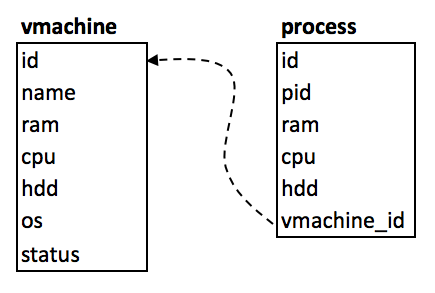 vmachine
id
name
ram
cpu
hdd
os
status
process
id
pid
ram
cpu
hdd
vmachine_id